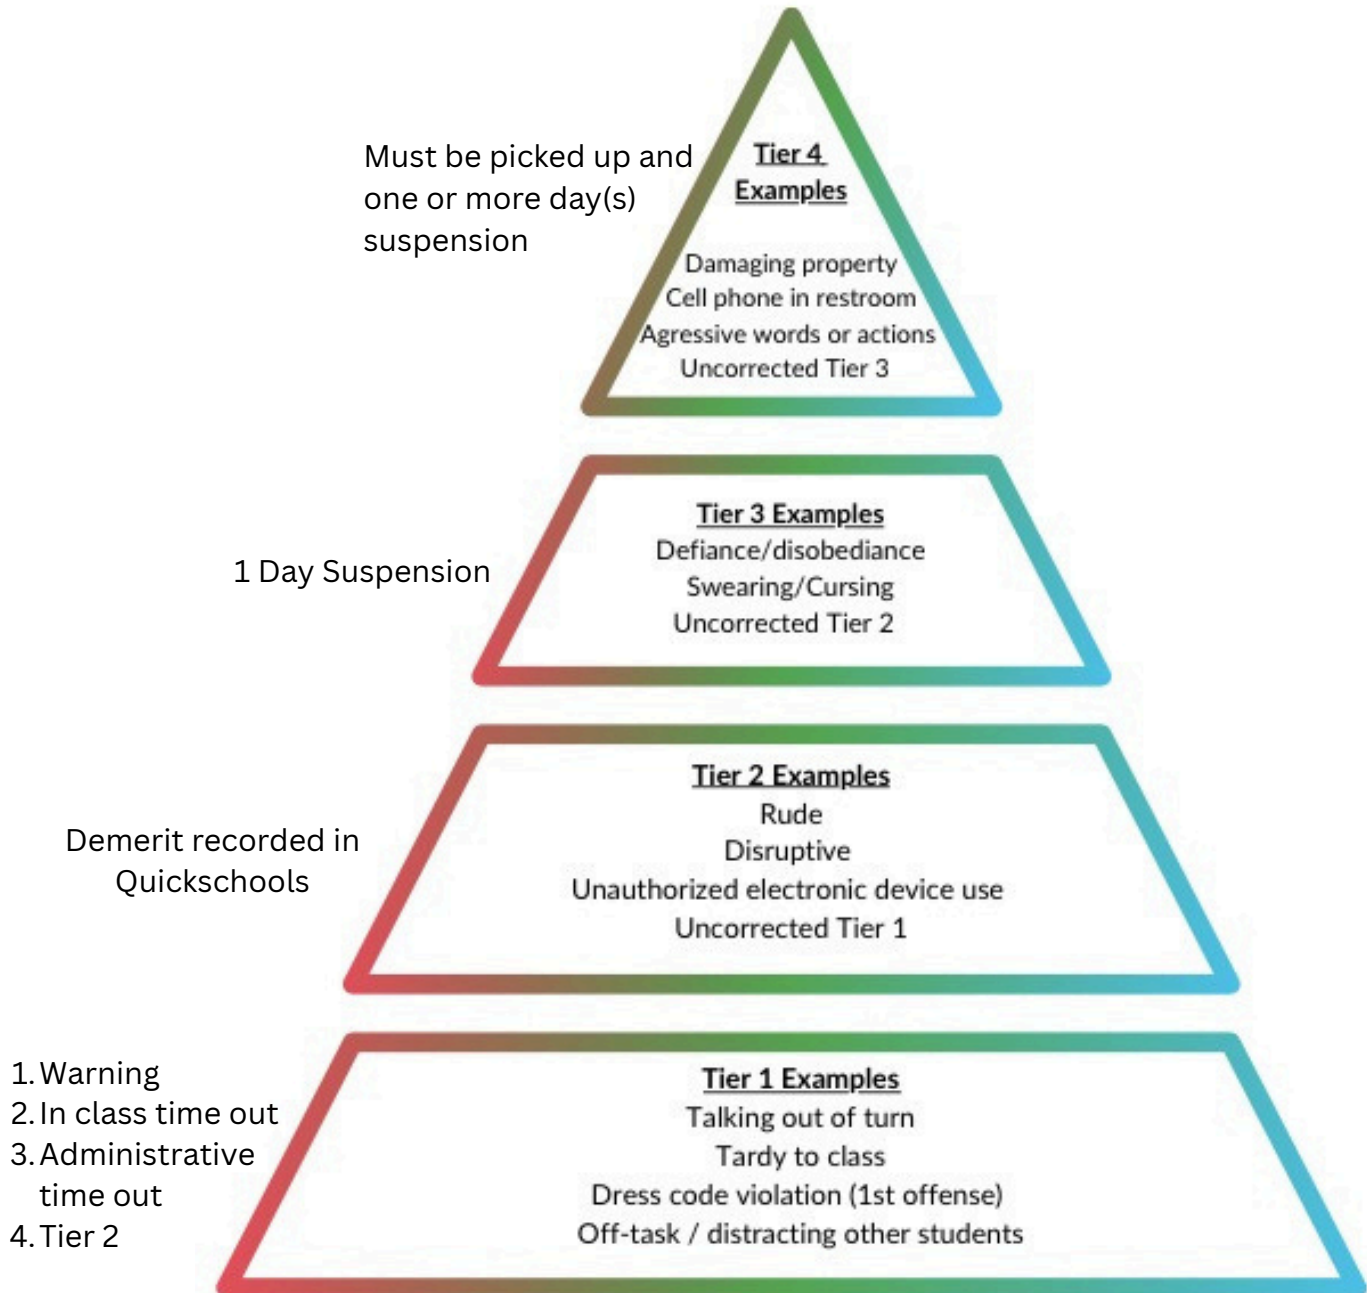 Must be picked up and
one or more day(s)
suspension
Tier 4
Examples
Damaging property
Cell phone in restroom
Agressive words or actions
Uncorrected Tier 3
1 Day Suspension
Tier 3 Examples
Defiance/disobediance
Swearing/Cursing
Uncorrected Tier 2
Demerit recorded in
Quickschools
Tier 2 Examples
Rude
Disruptive
Unauthorized electronic device use
Uncorrected Tier 1
1. Warning
2. In class time out
3. Administrative
time out
4. Tier 2
Tier 1 Examples
Talking out of turn
Tardy to class
Dress code violation (1st offense)
Off-task / distracting other students